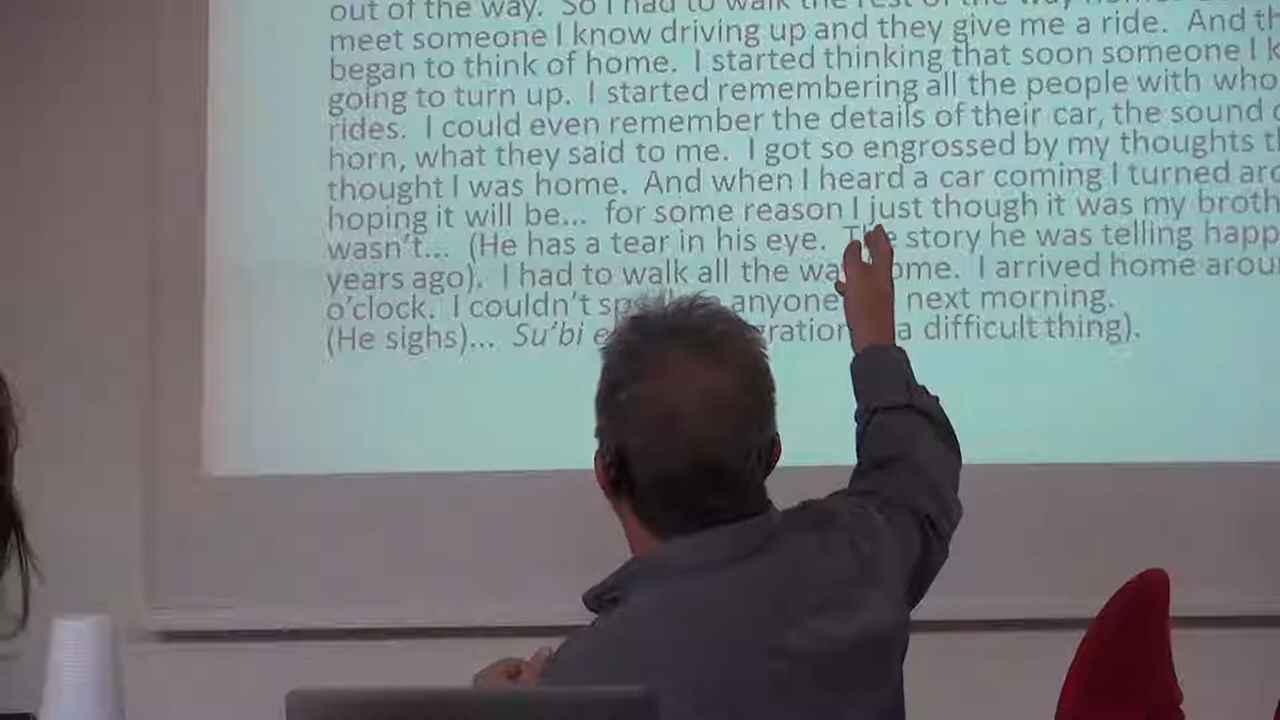 out of the way. So I had to walk the rest of the way
meet someone I know driving up and they give me a ride. And
began to think of home. I started thinking that soon someone I
going to turn up. I started remembering all the people with
rides. I could even remember the details of their car, the sound
horn, what they said to me. I got so engrossed by my thoughts
thought I was home. And when I heard a car coming I turned
hoping it will be... for some reason I just though it was my
wasn't... (He has a tear in his eye. The story he was telling
years ago). I had to walk all the home. I arrived home
o'clock. I couldn't anyone next morning.
(He sighs)... Su'bi a difficult thing).